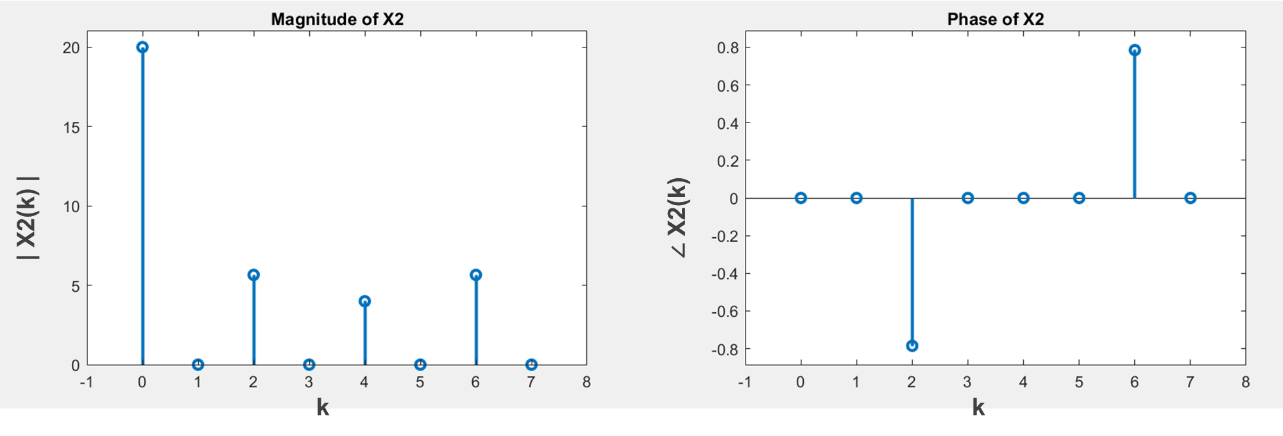 Magnitude of X2
| X2(k) |
20
15
10
5
0
-1 0 1 2 3 4 5 6 7 8
k
Phase of X2
∠ X2(k)
0.8
0.6
0.4
0.2
0
-0.2
-0.4
-0.6
-0.8
-1 0 1 2 3 4 5 6 7 8
k